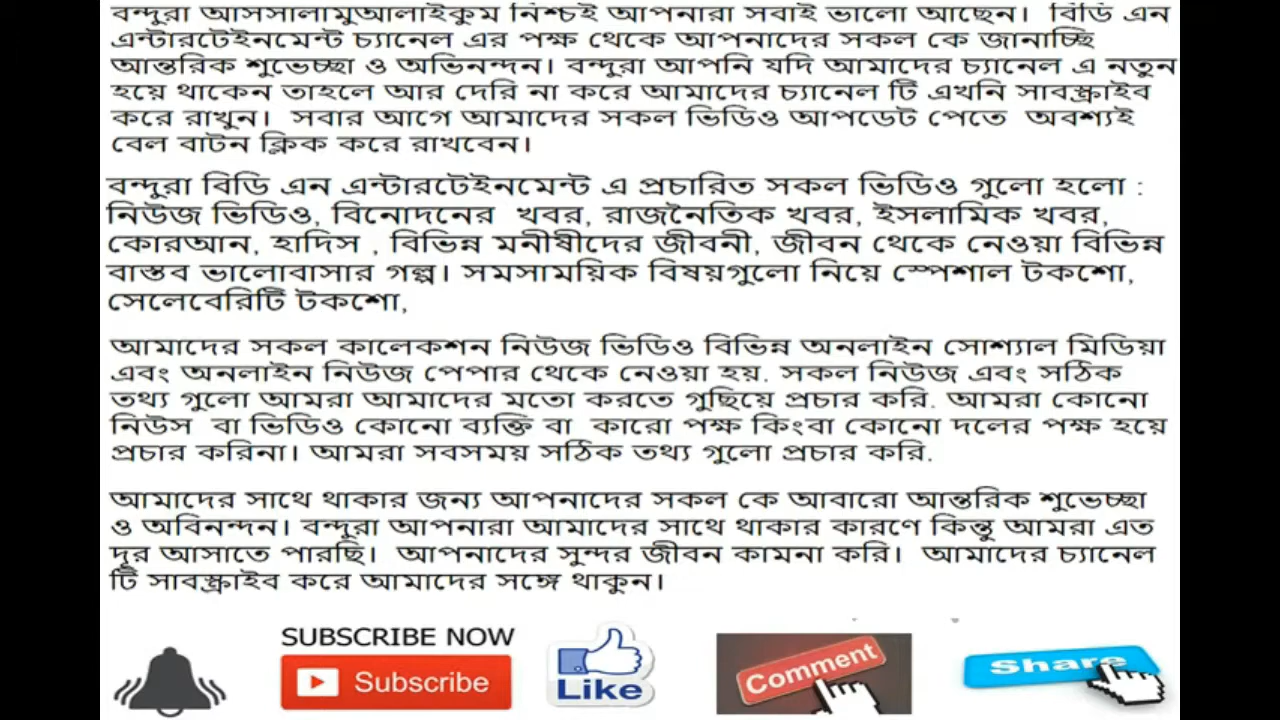 বন্দুরা আসসালামুআলাইকুম নিশ্চই আপনারা সবাই ভালো আছেন। বিডি এন
এন্টারটেইনমেন্ট চ্যানেল এর পক্ষ থেকে আপনাদের সকল কে জানাচ্ছি
আন্তরিক শুভেচ্ছা ও অভিনন্দন। বন্দুরা আপনি যদি আমাদের চ্যানেল এ নতুন
হয়ে থাকেন তাহলে আর দেরি না করে আমাদের চ্যানেল টি এখনি সাবস্ক্রাইব
করে রাখুন। সবার আগে আমাদের সকল ভিডিও আপডেট পেতে অবশ্যই
বেল বাটন ক্লিক করে রাখবেন।
বন্দুরা বিডি এন এন্টারটেইনমেন্ট এ প্রচারিত সকল ভিডিও গুলো হলো :
নিউজ ভিডিও, বিনোদনের খবর, রাজনৈতিক খবর, ইসলামিক খবর,
কোরআন, হাদিস , বিভিন্ন মনীষীদের জীবনী, জীবন থেকে নেওয়া বিভিন্ন
বাস্তব ভালোবাসার গল্প। সমসাময়িক বিষয়গুলো নিয়ে স্পেশাল টকশো,
সেলেবেরিটি টকশো,
আমাদের সকল কালেকশন নিউজ ভিডিও বিভিন্ন অনলাইন সোশ্যাল মিডিয়া
এবং অনলাইন নিউজ পেপার থেকে নেওয়া হয়. সকল নিউজ এবং সঠিক
তথ্য গুলো আমরা আমাদের মতো করতে গুছিয়ে প্রচার করি. আমরা কোনো
নিউস বা ভিডিও কোনো ব্যক্তি বা কারো পক্ষ কিংবা কোনো দলের পক্ষ হয়ে
প্রচার করিনা। আমরা সবসময় সঠিক তথ্য গুলো প্রচার করি.
আমাদের সাথে থাকার জন্য আপনাদের সকল কে আবারো আন্তরিক শুভেচ্ছা
ও অবিনন্দন। বন্দুরা আপনারা আমাদের সাথে থাকার কারণে কিন্তু আমরা এত
দূর আসাতে পারছি। আপনাদের সুন্দর জীবন কামনা করি। আমাদের চ্যানেল
টি সাবস্ক্রাইব করে আমাদের সঙ্গে থাকুন।
SUBSCRIBE NOW
Subscribe
Like
Comment
Share